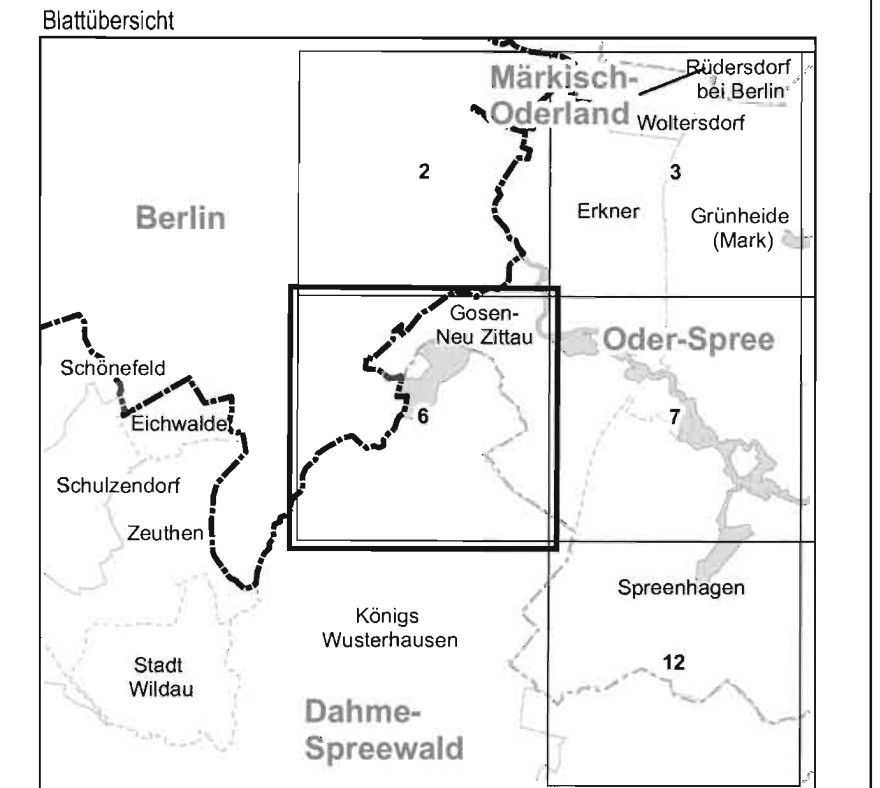 Blattübersicht
Märkisch-
Oderland
Rüdersdorf
bei Berlin
Woltersdorf
2
3
Berlin
Erkner
Grünheide
(Mark)
Gosen-
Neu Zittau
Oder-Spree
Schönefeld
Eichwalde
6
7
Schulzendorf
Zeuthen
Spreenhagen
Königs
Wusterhausen
12
Stadt
Wildau
Dahme-
Spreewald